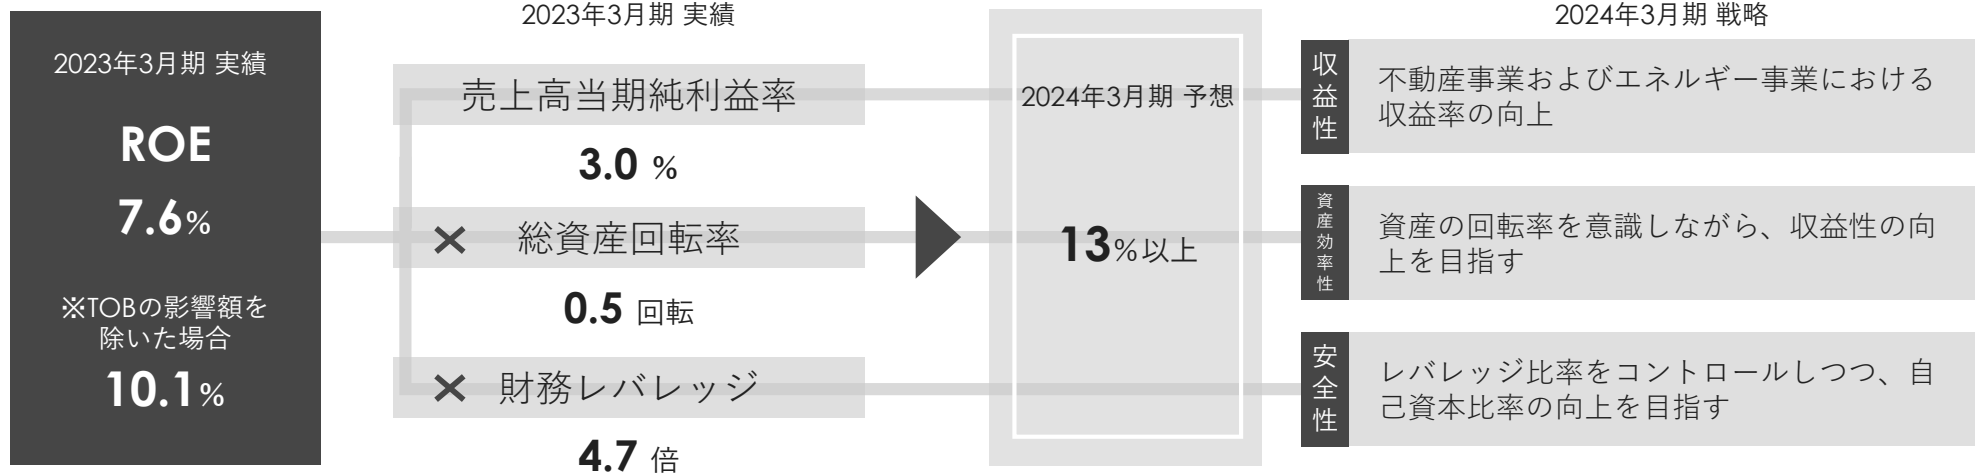 2023年3月期 実績
ROE
7.6%
※TOBの影響額を
除いた場合
10.1%
2023年3月期 実績
売上高当期純利益率
3.0 %
× 総資産回転率
0.5 回転
× 財務レバレッジ
4.7 倍
2024年3月期 予想
13%以上
2024年3月期 戦略
収益性
不動産事業およびエネルギー事業における
収益率の向上
資産効率性
資産の回転率を意識しながら、収益性の向
上を目指す
安全性
レバレッジ比率をコントロールしつつ、自
己資本比率の向上を目指す